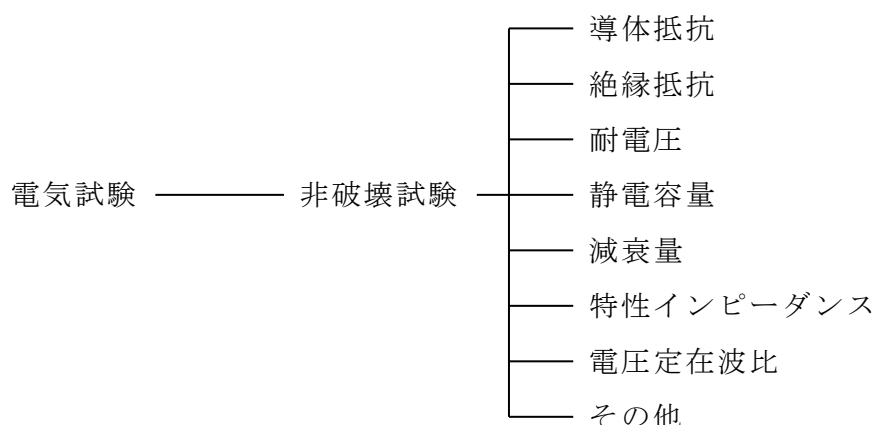 導体抵抗
絶縁抵抗
耐電圧
電気試験 非破壊試験 静電容量
減衰量
特性インピーダンス
電圧定在波比
その他